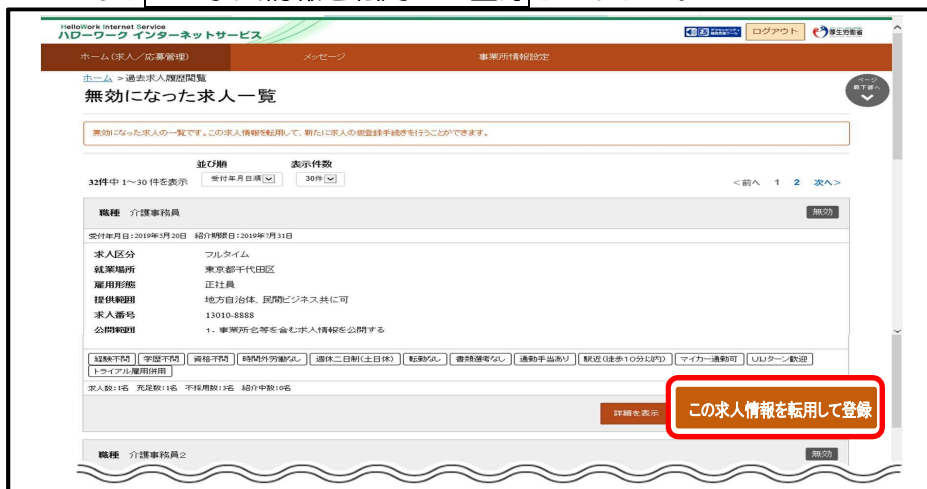 HelloWork Internet Service
ハローワーク インターネットサービス
ログアウト
厚生労働省
ホーム(求人/応募管理)
メッセージ
事業所情報設定
ホーム > 過去求人履歴閲覧
ページ
最下部へ
無効になった求人一覧
無効になった求人の一覧です。この求人情報を転用して、新たに求人の仮登録手続きを行うことができます。
並び順 表示件数
32件中 1〜30 件を表示 受付年月日順 30件
<前へ 1 2 次へ>
職種 介護事務員 無効
受付年月日:2019年5月20日 紹介期限日:2019年7月31日
求人区分 フルタイム
就業場所 東京都千代田区
雇用形態 正社員
提供範囲 地方自治体、民間ビジネス共に可
求人番号 13010-8888
公開範囲 1.事業所名等を含む求人情報を公開する
経験不問 学歴不問 資格不問 時間外労働なし 週休二日制(土日休) 転勤なし 書類選考なし 通勤手当あり 駅近(徒歩10分以内) マイカー通勤可 UIJターン歓迎
トライアル雇用併用
求人数:1名 充足数:1名 不採用数:3名 紹介中数:0名
詳細を表示 この求人情報を転用して登録
職種 介護事務員2 無効